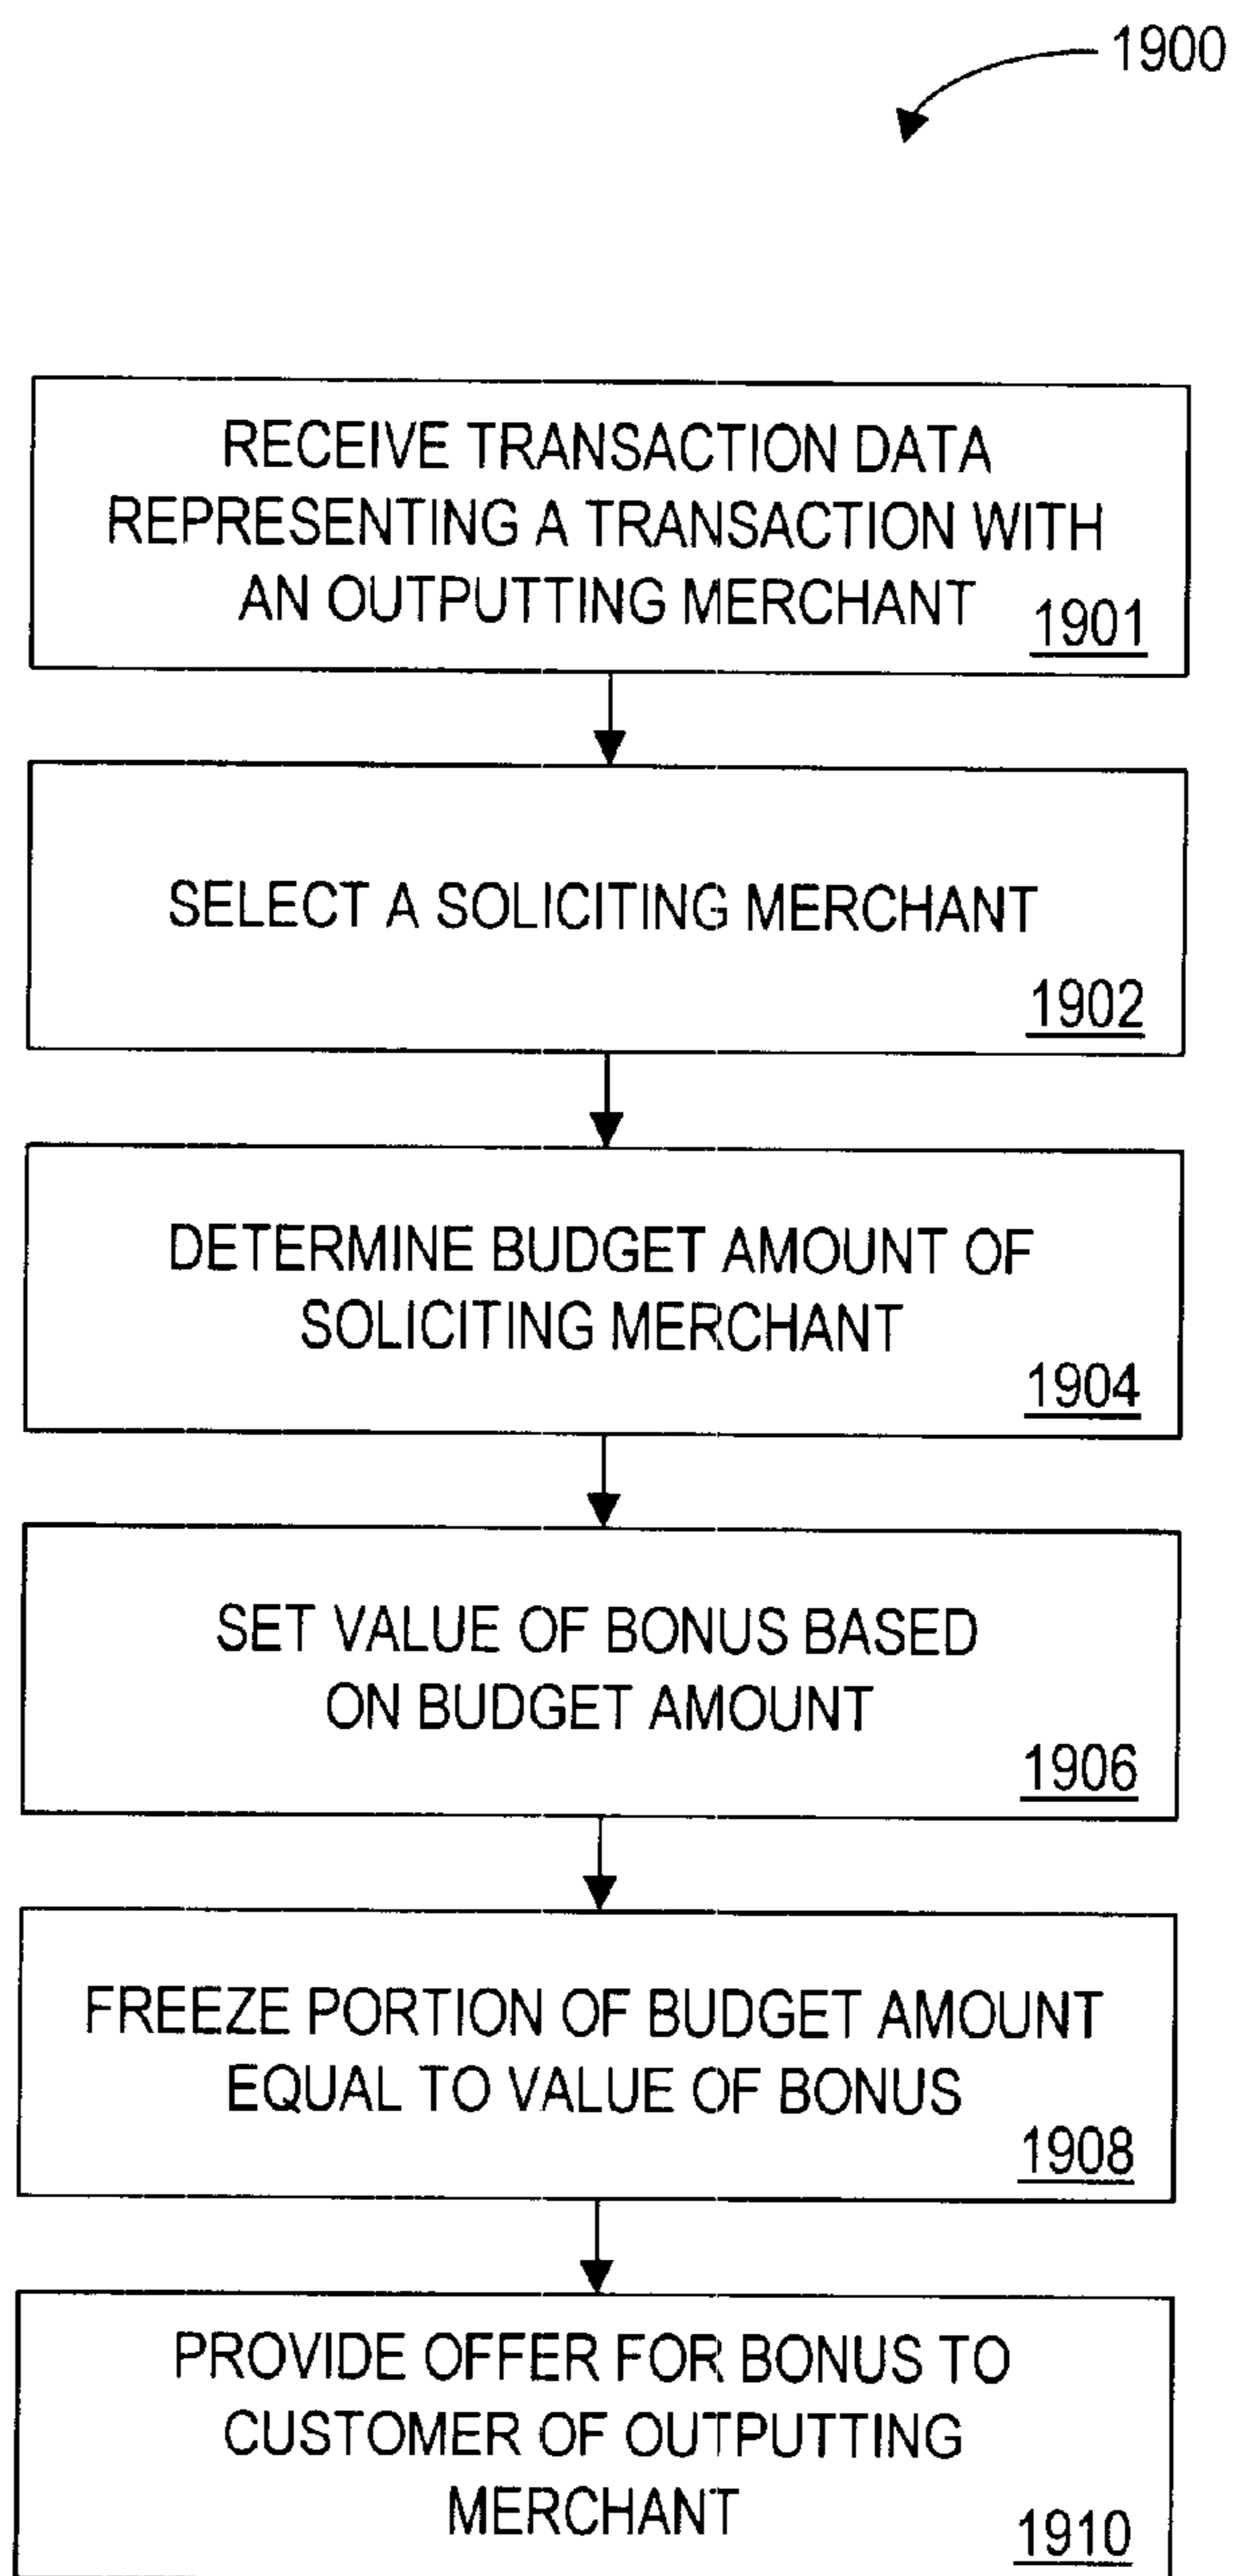 1900
RECEIVE TRANSACTION DATA
REPRESENTING A TRANSACTION WITH
AN OUTPUTTING MERCHANT
1901
SELECT A SOLICITING MERCHANT
1902
DETERMINE BUDGET AMOUNT OF
SOLICITING MERCHANT
1904
SET VALUE OF BONUS BASED
ON BUDGET AMOUNT
1906
FREEZE PORTION OF BUDGET AMOUNT
EQUAL TO VALUE OF BONUS
1908
PROVIDE OFFER FOR BONUS TO
CUSTOMER OF OUTPUTTING
MERCHANT
1910